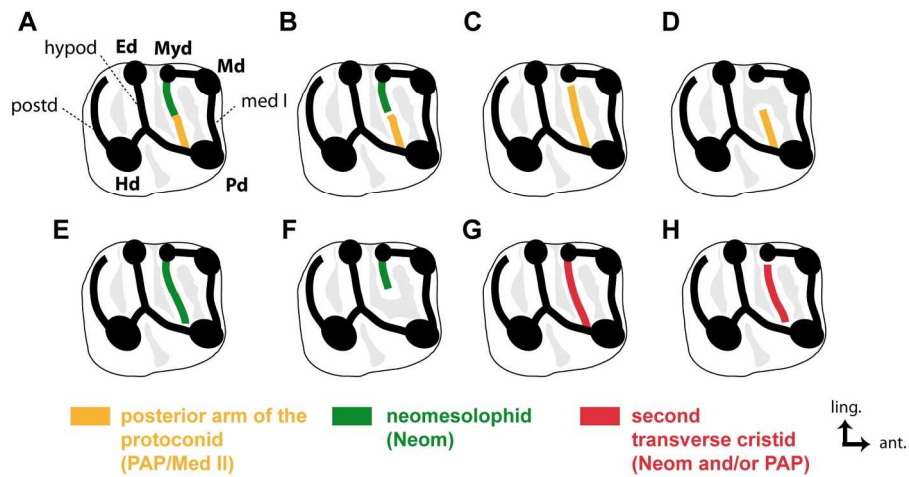 A
B
C
D
hypod
Ed
Myd
Md
postd
med I
Hd
Pd
E
F
G
H
posterior arm of the
protoconid
(PAP/Med II)
neomesolophid
(Neom)
second
transverse cristid
(Neom and/or PAP)
ling.
ant.